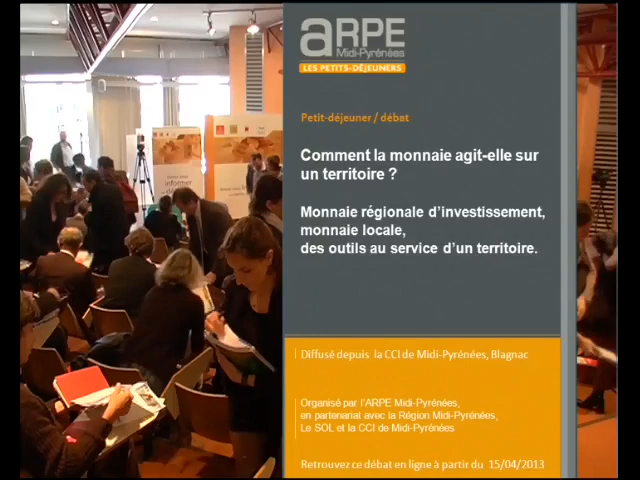 aRPE
Midi-Pyrénées
LES PETITS-DÉJEUNERS
Petit-déjeuner / débat
Comment la monnaie agit-elle sur
un territoire ?
Monnaie régionale d'investissement,
monnaie locale,
des outils au service d'un territoire.
Diffusé depuis la CCI de Midi-Pyrénées, Blagnac
Organisé par l'ARPE Midi-Pyrénées,
en partenariat avec la Région Midi-Pyrénées,
Le SOL et la CCI de Midi-Pyrénées
Retrouvez ce débat en ligne à partir du 15/04/2013
informer